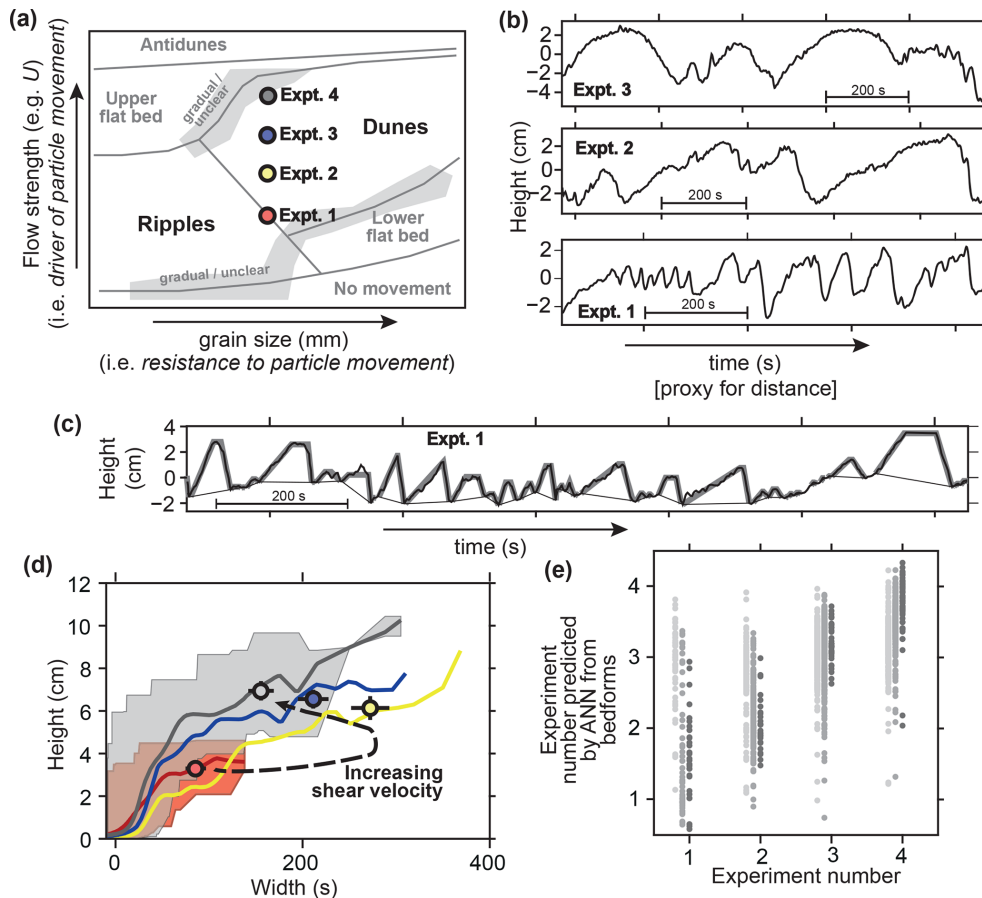 (a)
Flow strength (e.g. U)
(i.e. driver of particle movement)
Antidunes
Upper
flat bed
gradual /
unclear
Expt. 4
Expt. 3
Dunes
Expt. 2
Ripples
Expt. 1
Lower
flat bed
gradual / unclear
No movement
grain size (mm)
(i.e. resistance to particle movement)
(b)
Height (cm)
2
0
−2
−4
Expt. 3
200 s
2
0
−2
Expt. 2
200 s
2
0
−2
Expt. 1
200 s
time (s)
[proxy for distance]
(c)
Height
(cm)
4
2
0
−2
Expt. 1
200 s
time (s)
(d)
Height (cm)
12
10
8
6
4
2
0
Increasing
shear velocity
0
200
400
Width (s)
(e)
Experiment
number predicted
by ANN from
bedforms
4
3
2
1
1
2
3
4
Experiment number